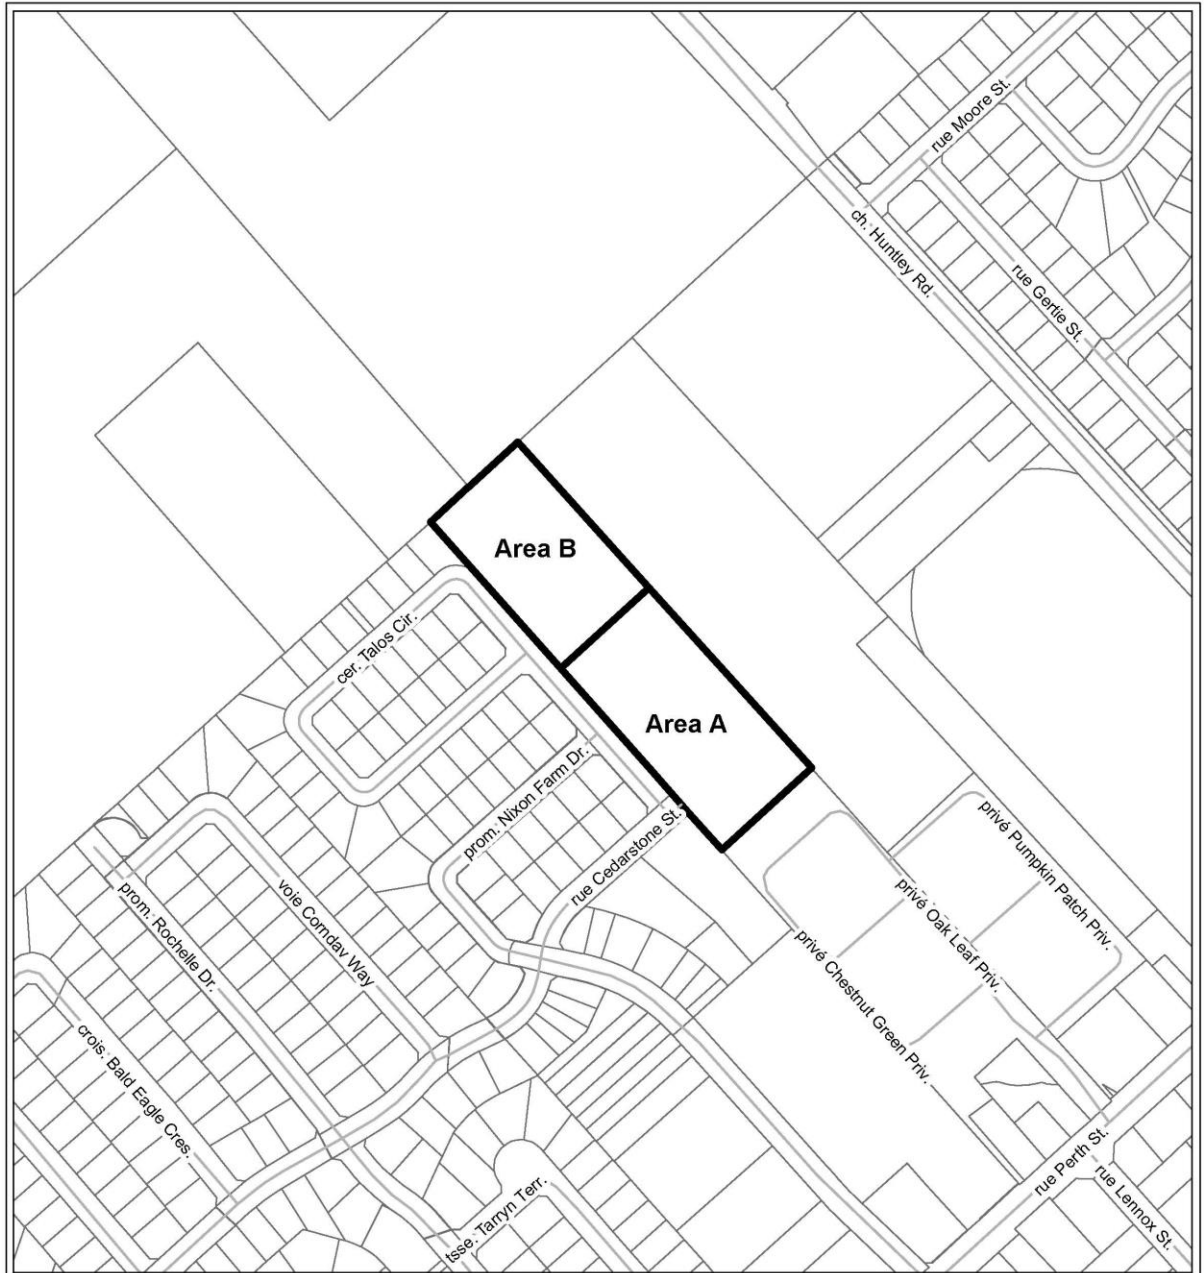 rue Moore St.
ch. Huntley Rd.
rue Gertie St.
Area B
cer. Talos Cir.
Area A
prom. Nixon Farm Dr.
rue Cedarstone St.
privé Pumpkin Patch Priv.
voie Cornday Way
privé Oak Leaf Priv.
prom. Rochelle Dr.
privé Chestnut Green Priv.
crois. Bald Eagle Cres.
rue Perth St.
rue Lennox St.
tsse. Tarryn Terr.